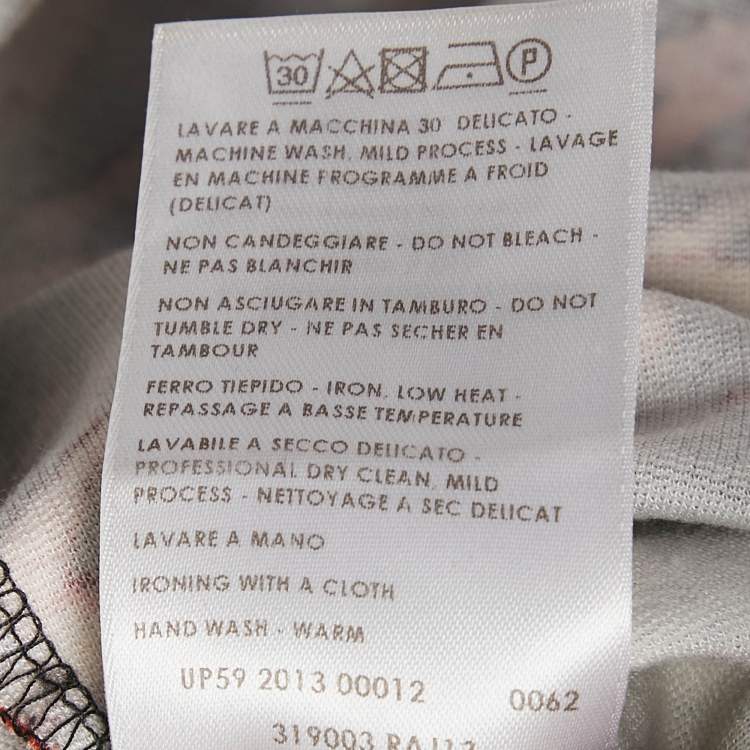 30 P
LAVARE A MACCHINA 30 DELICATO -
MACHINE WASH, MILD PROCESS - LAVAGE
EN MACHINE PROGRAMME A FROID
(DELICAT)
NON CANDEGGIARE - DO NOT BLEACH -
NE PAS BLANCHIR
NON ASCIUGARE IN TAMBURO - DO NOT
TUMBLE DRY - NE PAS SECHER EN
TAMBOUR
FERRO TIEPIDO - IRON, LOW HEAT -
REPASSAGE A BASSE TEMPERATURE
LAVABILE A SECCO DELICATO -
PROFESSIONAL DRY CLEAN, MILD
PROCESS - NETTOYAGE A SEC DELICAT
LAVARE A MANO
IRONING WITH A CLOTH
HAND WASH - WARM
UP59 2013 00012 0062
319003